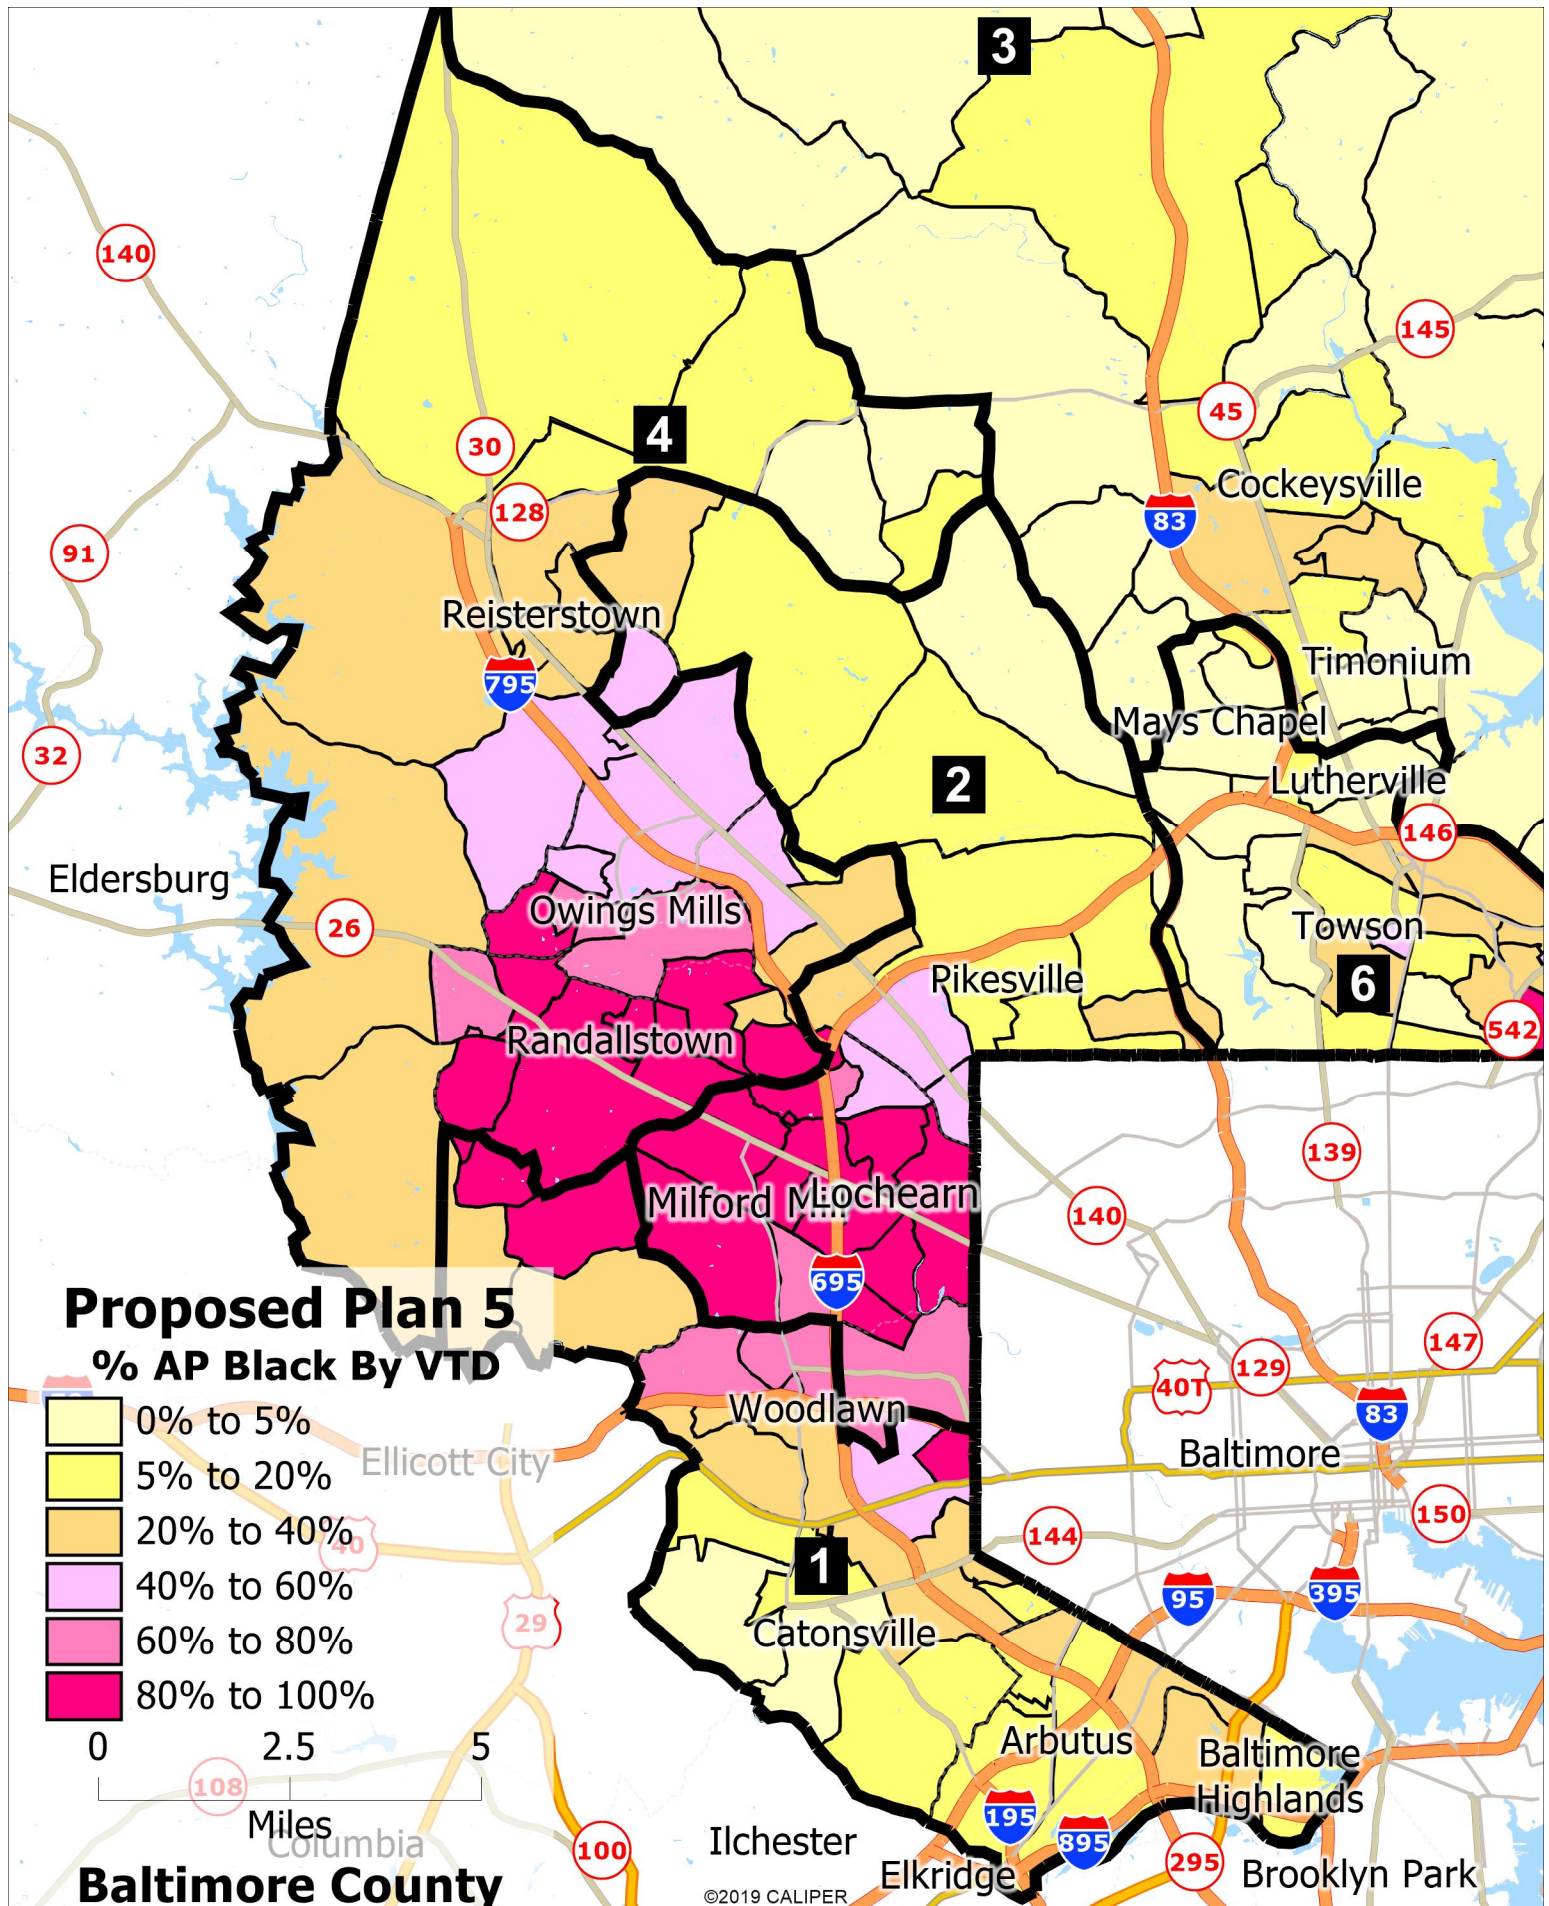 3
140
145
45
30
4
Cockeysville
128
83
91
Reisterstown
Timonium
795
Mays Chapel
32
2
Lutherville
146
Eldersburg
Owings Mills
26
Towson
Pikesville
6
542
Randallstown
139
Milford Mill
Lochearn
140
695
Proposed Plan 5
% AP Black By VTD
0% to 5%
5% to 20%
20% to 40%
40% to 60%
60% to 80%
80% to 100%
0 2.5 5
Miles
Baltimore County
147
129
40T
83
Woodlawn
Baltimore
Ellicott City
150
144
40
1
95
395
29
Catonsville
Arbutus
Baltimore
Highlands
108
195
895
Columbia
100
Ilchester
295
Elkridge
Brooklyn Park
©2019 CALIPER